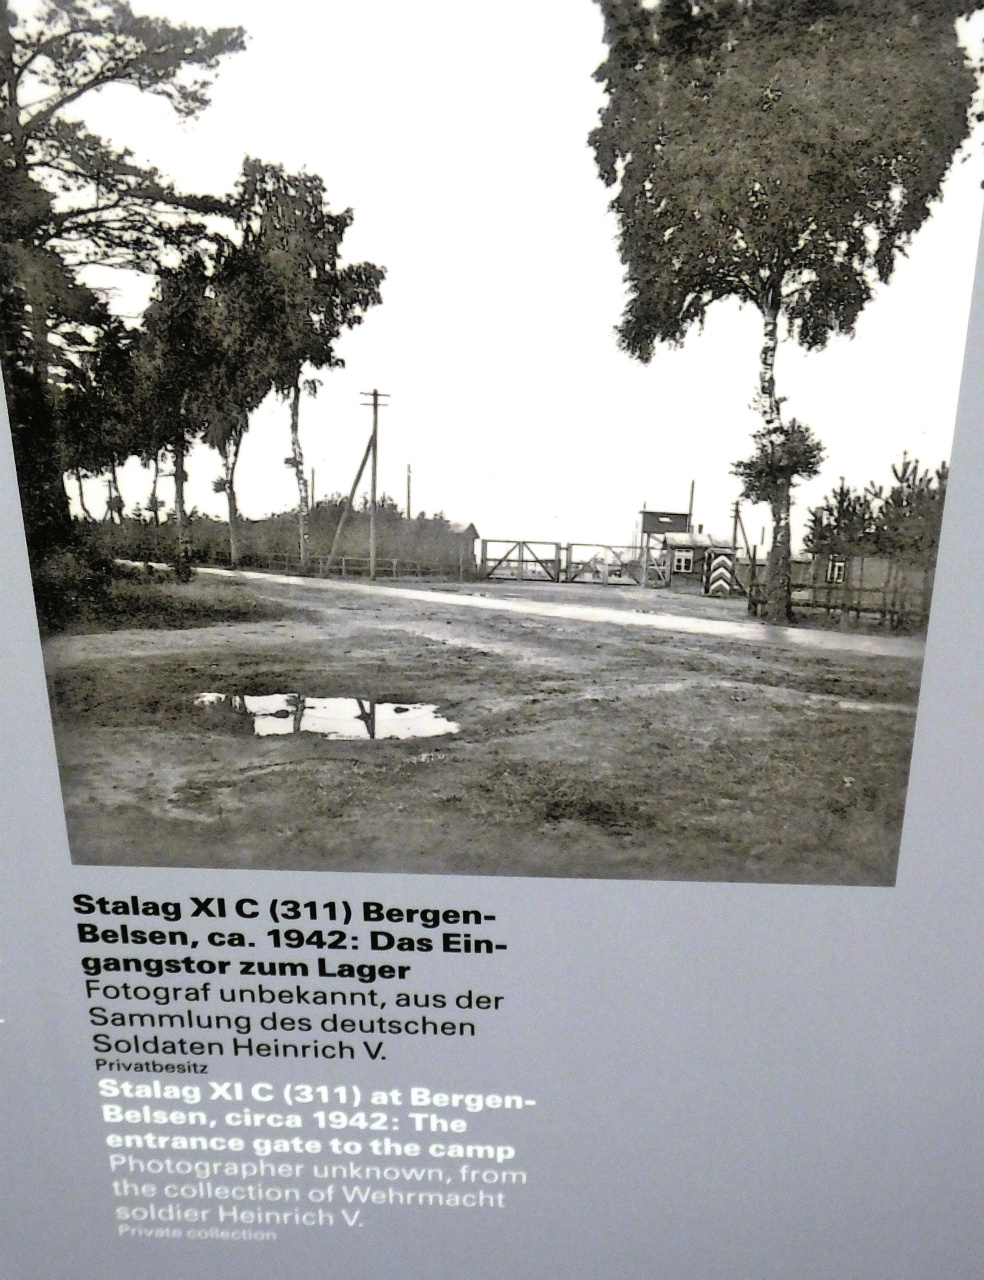 Stalag XI C (311) Bergen-
Belsen, ca. 1942: Das Ein-
gangstor zum Lager
Fotograf unbekannt, aus der
Sammlung des deutschen
Soldaten Heinrich V.
Privatbesitz
Stalag XI C (311) at Bergen-
Belsen, circa 1942: The
entrance gate to the camp
Photographer unknown, from
the collection of Wehrmacht
soldier Heinrich V.
Private collection